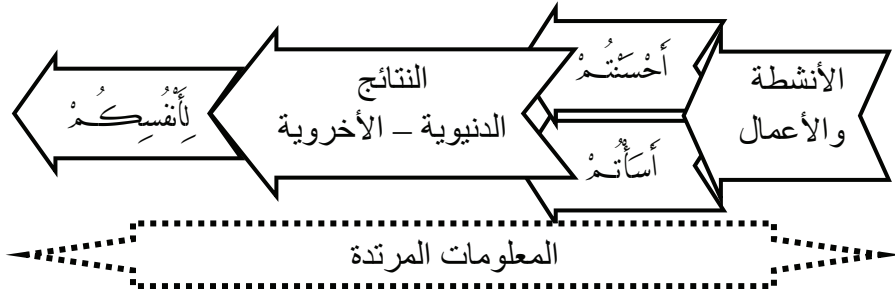 الأنشطة
والأعمال
أَحْسَنْتُمْ
أَسَأْتُمْ
النتائج
الدنيوية – الأخروية
لِأَنْفُسِكُمْ
المعلومات المرتدة